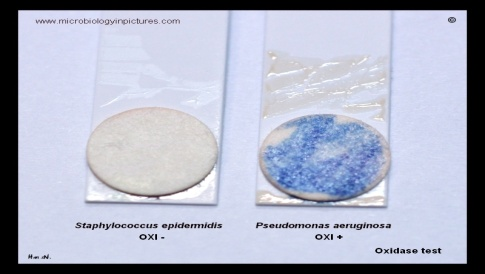 www.microbiologyinpictures.com ©
Staphylococcus epidermidis Pseudomonas aeruginosa
OXI - OXI +
Oxidase test